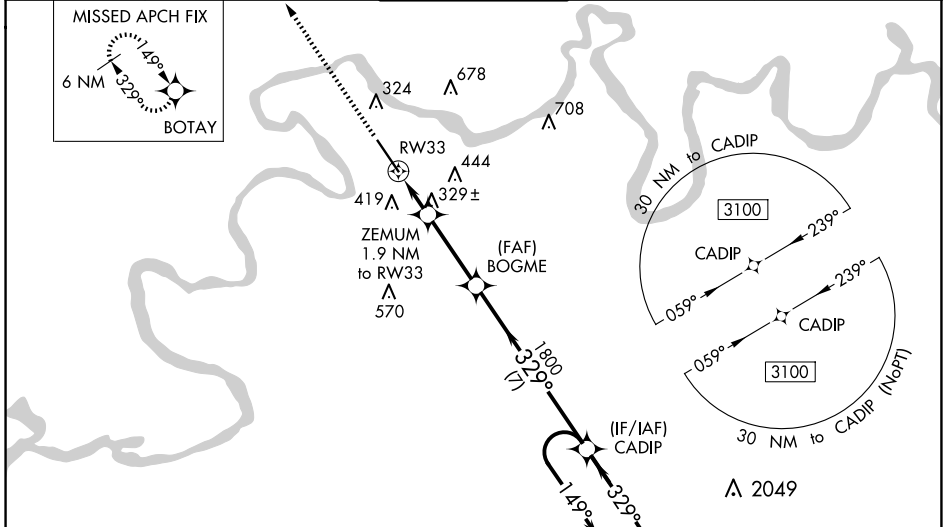 MISSED APCH FIX
149°
6 NM
329°
BOTAY
324
678
708
RW33
444
419
329±
ZEMUM
1.9 NM
to RW33
570
(FAF)
BOGME
1800
329°
(7)
(IF/IAF)
CADIP
149°
329°
30 NM to CADIP
3100
239°
CADIP
059°
239°
CADIP
059°
3100
30 NM to CADIP (NoPT)
2049